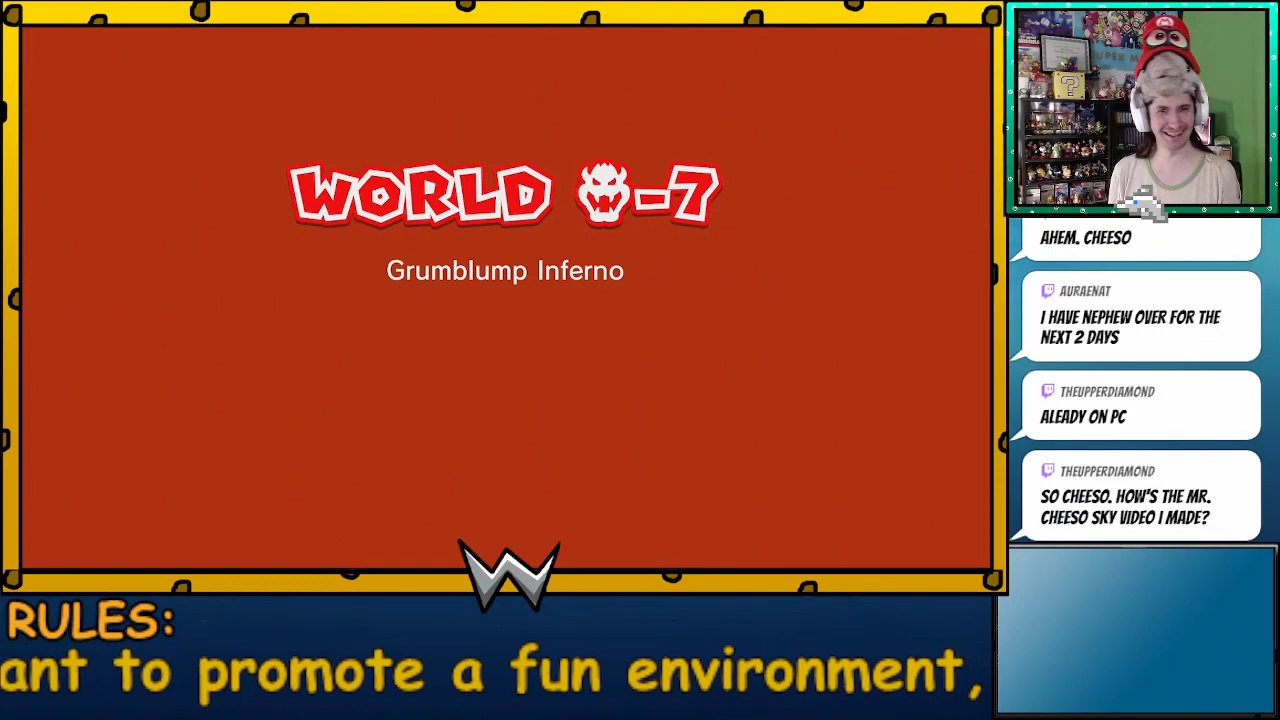 WORLD -7
Grumblump Inferno
AHEM. CHEESO
AURAENAT
I HAVE NEPHEW OVER FOR THE
NEXT 2 DAYS
THEUPPERDIAMOND
ALEADY ON PC
THEUPPERDIAMOND
SO CHEESO. HOW'S THE MR.
CHEESO SKY VIDEO I MADE?
W
RULES:
ant to promote a fun environment,